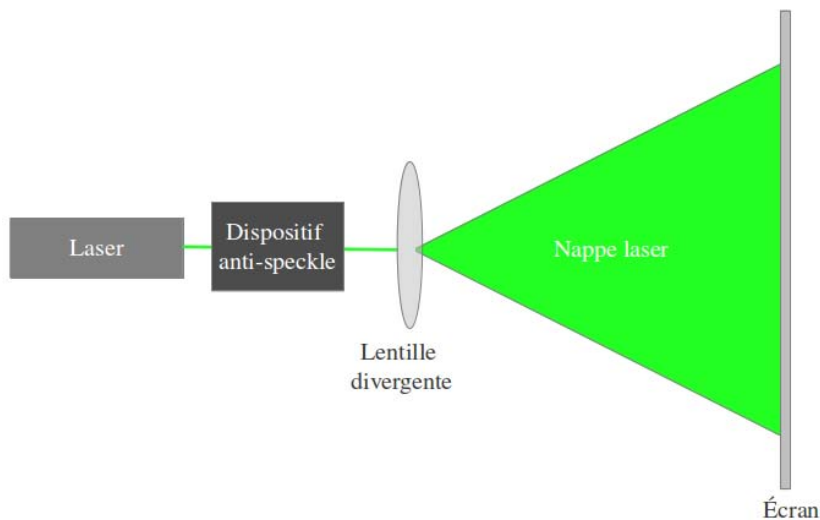 Laser
Dispositif
anti-speckle
Lentille
divergente
Nappe laser
Écran